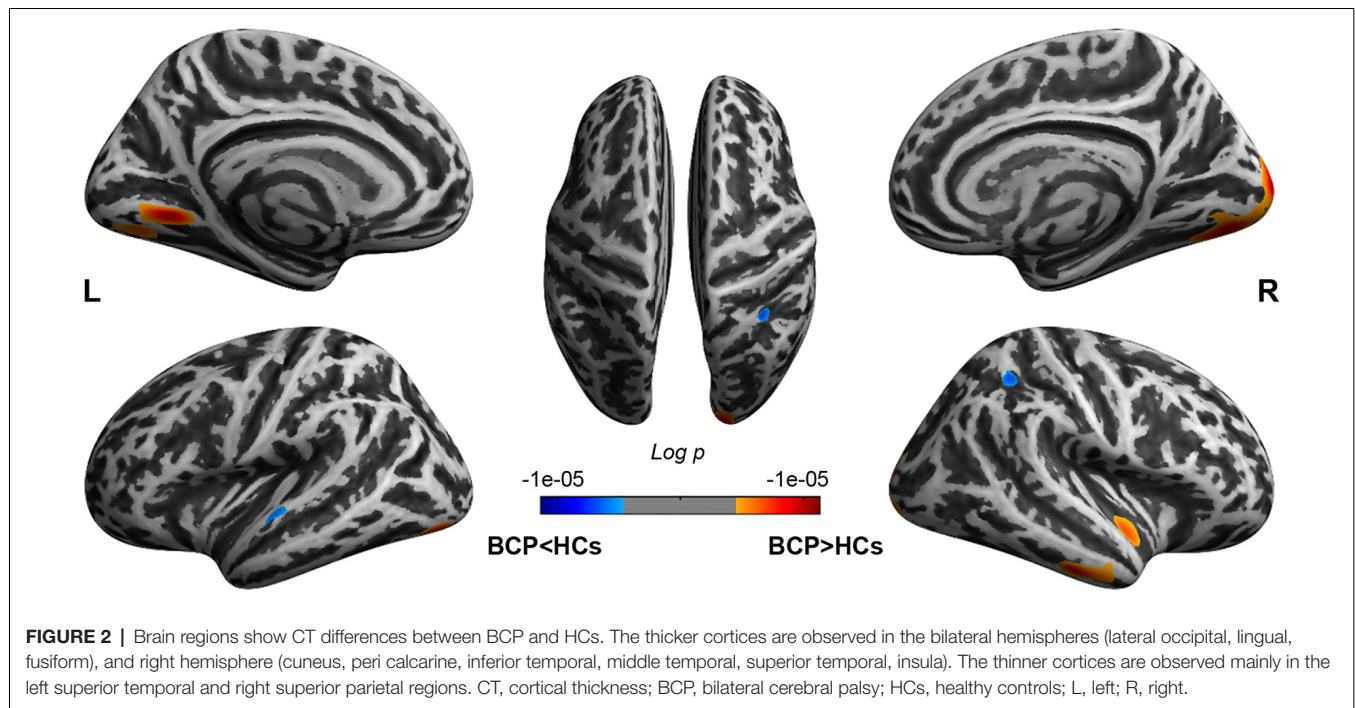 L
R
Log p
-1e-05 -1e-05
BCP<HCs BCP>HCs
FIGURE 2 | Brain regions show CT differences between BCP and HCs. The thicker cortices are observed in the bilateral hemispheres (lateral occipital, lingual,
fusiform), and right hemisphere (cuneus, peri calcarine, inferior temporal, middle temporal, superior temporal, insula). The thinner cortices are observed mainly in the
left superior temporal and right superior parietal regions. CT, cortical thickness; BCP, bilateral cerebral palsy; HCs, healthy controls; L, left; R, right.